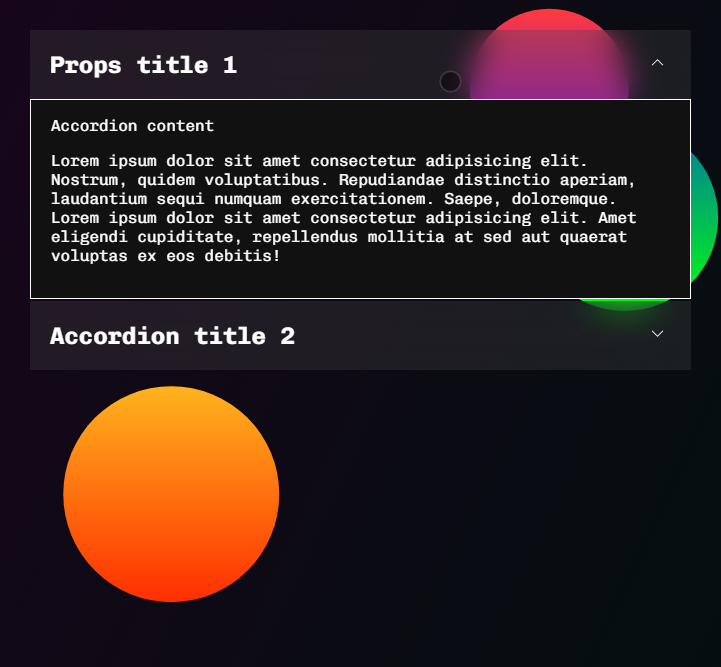 Props title 1
Accordion content
Lorem ipsum dolor sit amet consectetur adipisicing elit.
Nostrum, quidem voluptatibus. Repudiandae distinctio aperiam,
laudantium sequi numquam exercitationem. Saepe, doloremque.
Lorem ipsum dolor sit amet consectetur adipisicing elit. Amet
eligendi cupiditate, repellendus mollitia at sed aut quaerat
voluptas ex eos debitis!
Accordion title 2